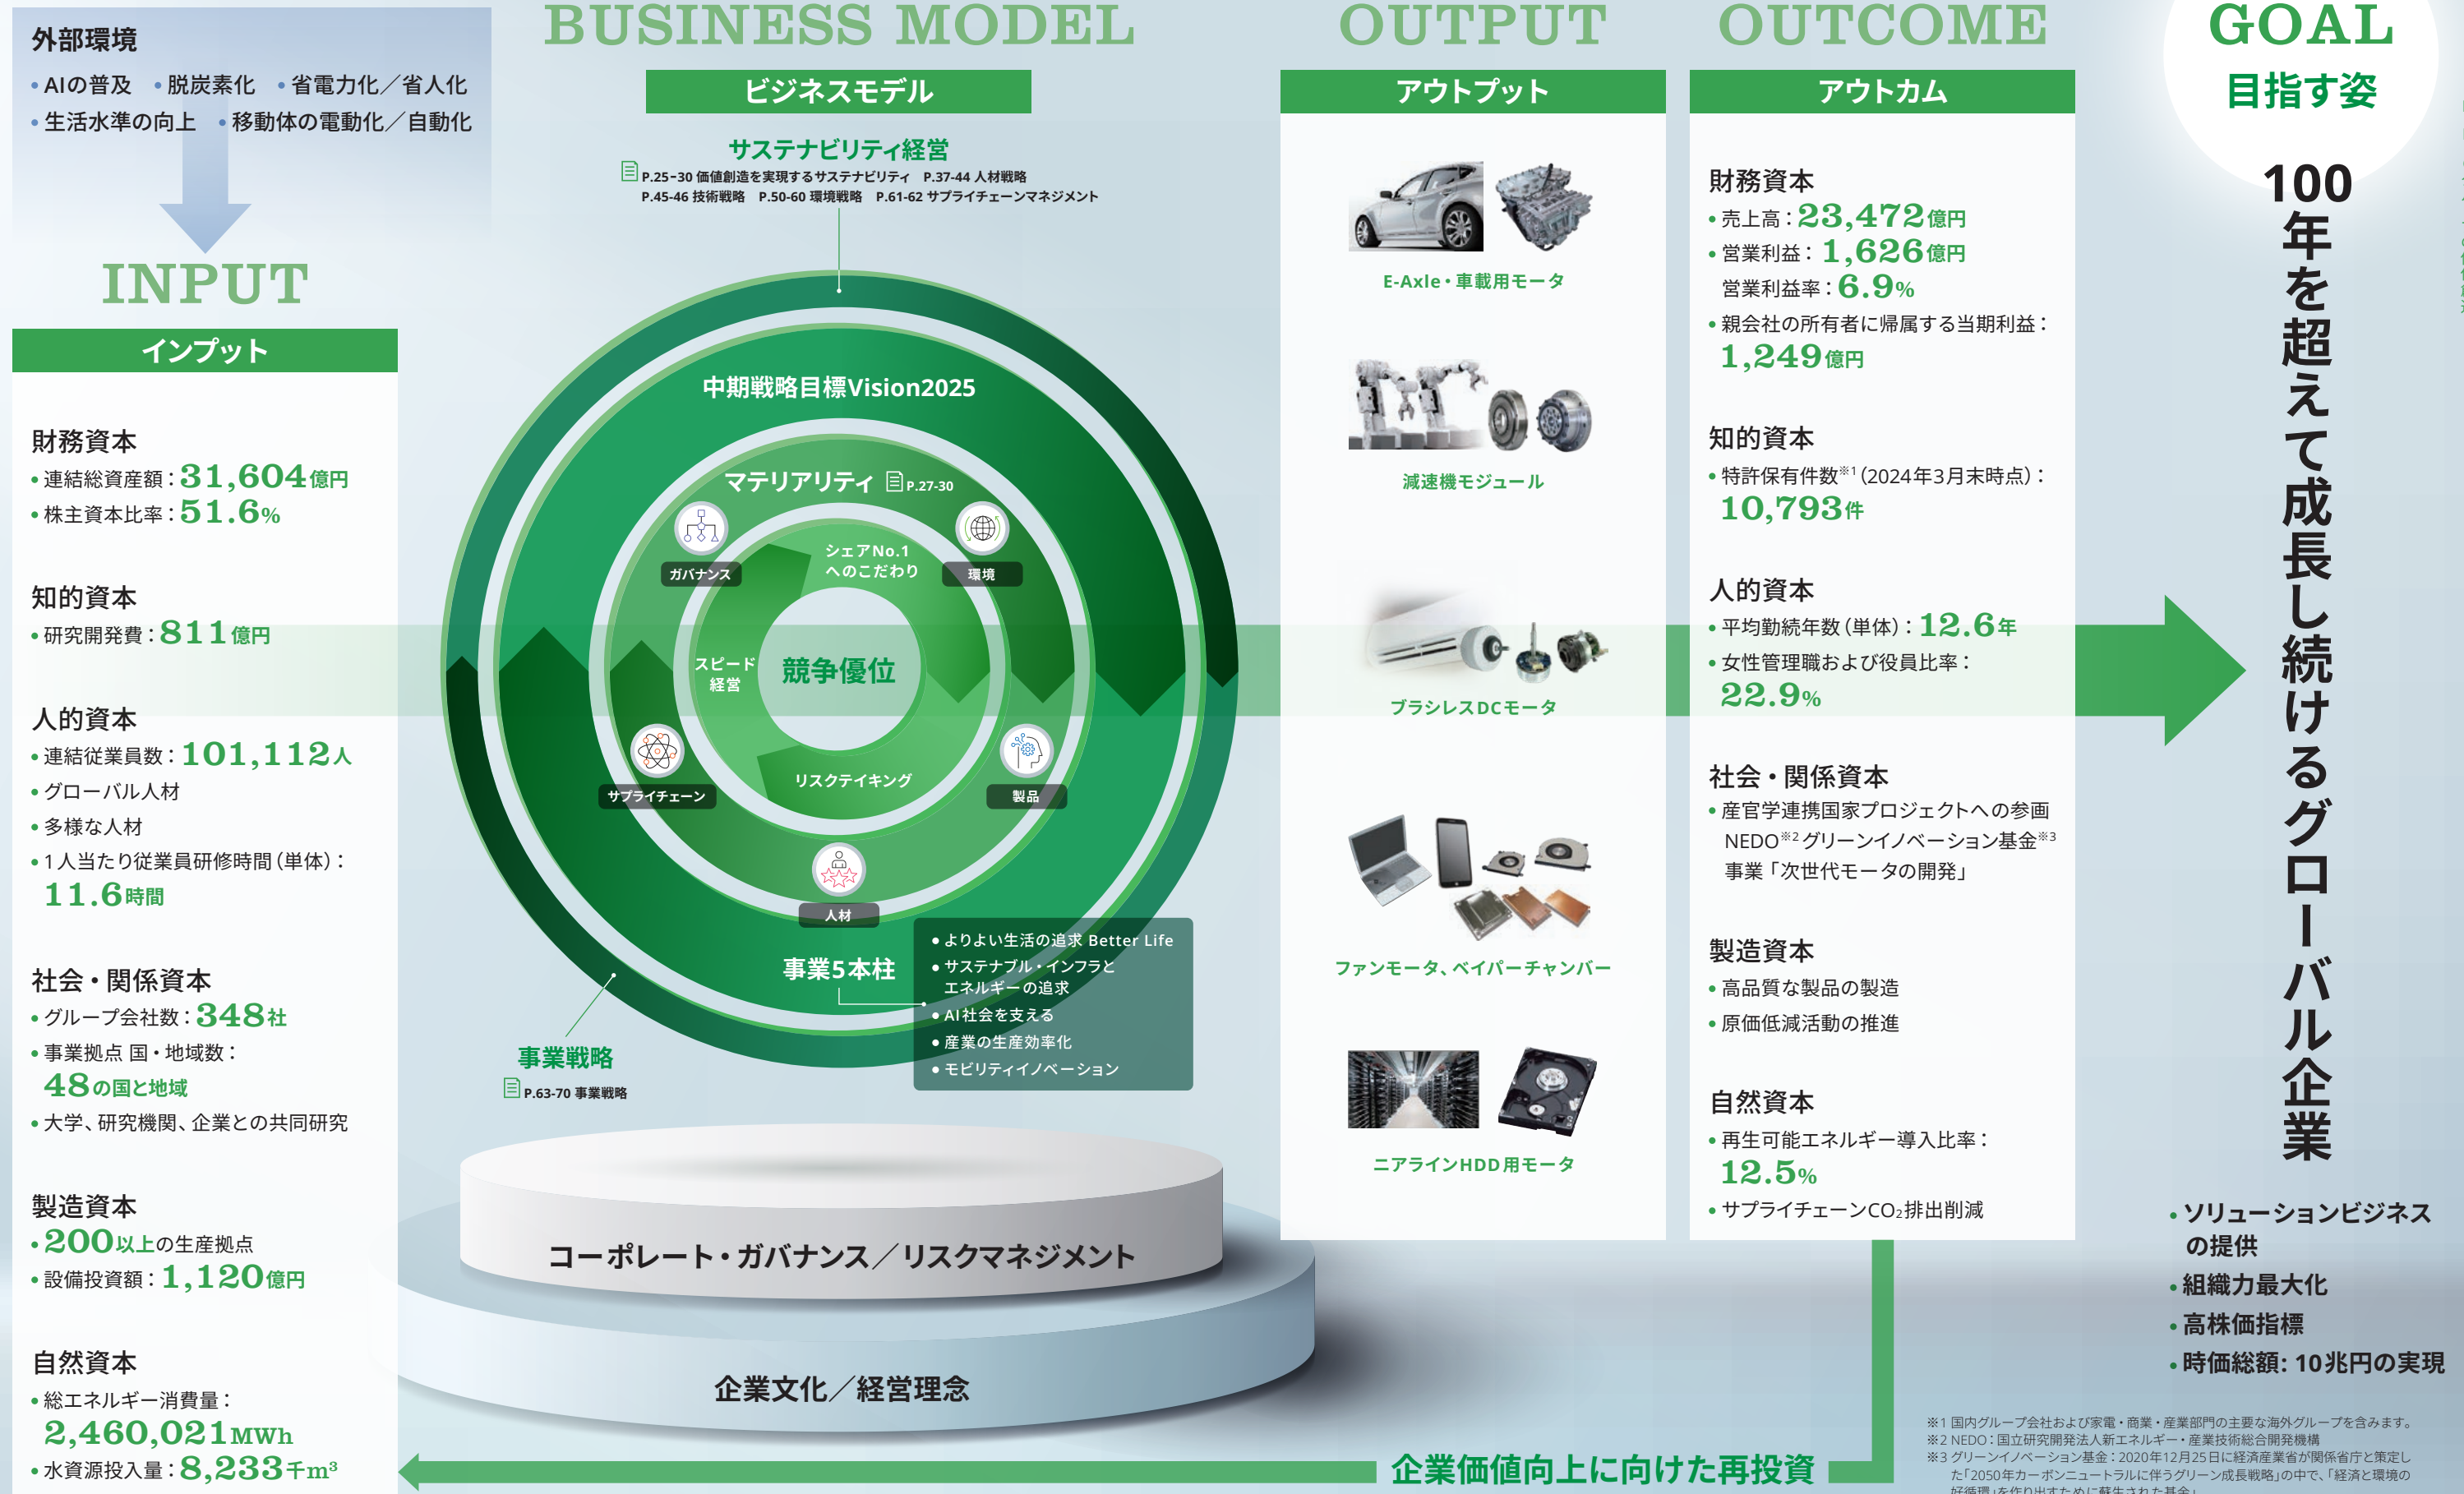 外部環境
• AIの普及 • 脱炭素化 • 省電力化／省人化
• 生活水準の向上 • 移動体の電動化／自動化
INPUT
インプット
財務資本
• 連結総資産額：31,604億円
• 株主資本比率：51.6%
知的資本
• 研究開発費：811億円
人的資本
• 連結従業員数：101,112人
• グローバル人材
• 多様な人材
• 1人当たり従業員研修時間（単体）：
11.6時間
社会・関係資本
• グループ会社数：348社
• 事業拠点 国・地域数：
48の国と地域
• 大学、研究機関、企業との共同研究
製造資本
• 200以上の生産拠点
• 設備投資額：1,120億円
自然資本
• 総エネルギー消費量：
2,460,021MWh
• 水資源投入量：8,233千m³
BUSINESS MODEL
ビジネスモデル
サステナビリティ経営
P.25-30 価値創造を実現するサステナビリティ P.37-44 人材戦略
P.45-46 技術戦略 P.50-60 環境戦略 P.61-62 サプライチェーンマネジメント
中期戦略目標Vision2025
マテリアリティ P.27-30
ガバナンス
環境
シェアNo.1
へのこだわり
スピード
経営
競争優位
リスクテイキング
サプライチェーン
製品
人材
事業5本柱
• よりよい生活の追求 Better Life
• サステナブル・インフラと
エネルギーの追求
• AI社会を支える
• 産業の生産効率化
• モビリティイノベーション
事業戦略
P.63-70 事業戦略
コーポレート・ガバナンス／リスクマネジメント
企業文化／経営理念
OUTPUT
アウトプット
E-Axle・車載用モータ
減速機モジュール
ブラシレスDCモータ
ファンモータ、ベイパーチャンバー
ニアラインHDD用モータ
OUTCOME
アウトカム
財務資本
• 売上高：23,472億円
• 営業利益：1,626億円
営業利益率：6.9%
• 親会社の所有者に帰属する当期利益：
1,249億円
知的資本
• 特許保有件数※1（2024年3月末時点）：
10,793件
人的資本
• 平均勤続年数（単体）：12.6年
• 女性管理職および役員比率：
22.9%
社会・関係資本
• 産官学連携国家プロジェクトへの参画
NEDO※2グリーンイノベーション基金※3
事業「次世代モータの開発」
製造資本
• 高品質な製品の製造
• 原価低減活動の推進
自然資本
• 再生可能エネルギー導入比率：
12.5%
• サプライチェーンCO₂排出削減
企業価値向上に向けた再投資
GOAL
目指す姿
100年を超えて成長し続けるグローバル企業
• ソリューションビジネス
の提供
• 組織力最大化
• 高株価指標
• 時価総額：10兆円の実現
※1 国内グループ会社および家電・商業・産業部門の主要な海外グループを含みます。
※2 NEDO：国立研究開発法人新エネルギー・産業技術総合開発機構
※3 グリーンイノベーション基金：2020年12月25日に経済産業省が関係省庁と策定し
た「2050年カーボンニュートラルに伴うグリーン成長戦略」の中で、「経済と環境の